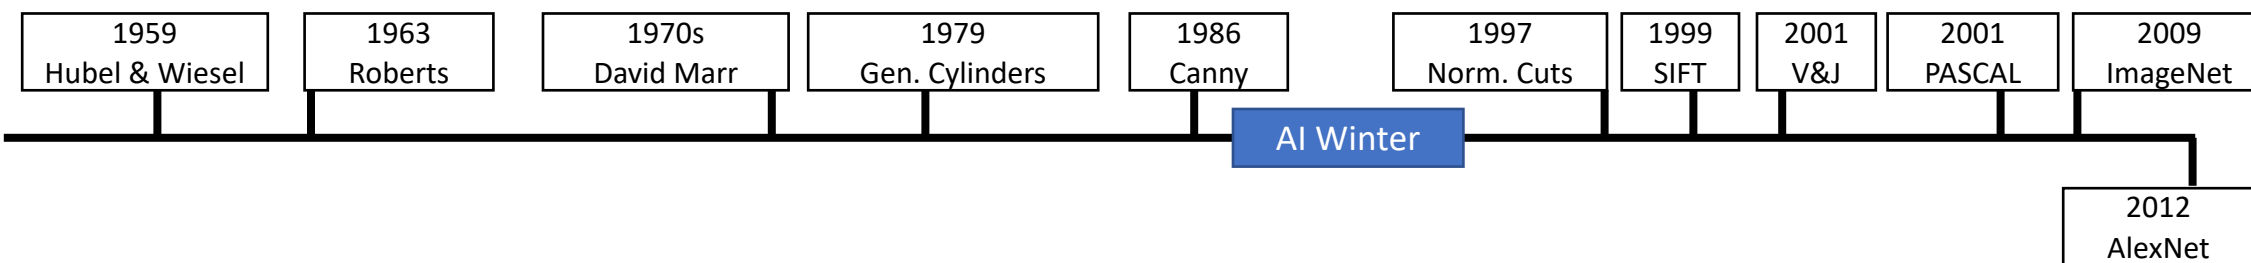 1959
Hubel & Wiesel
1963
Roberts
1970s
David Marr
1979
Gen. Cylinders
1986
Canny
AI Winter
1997
Norm. Cuts
1999
SIFT
2001
V&J
2001
PASCAL
2009
ImageNet
2012
AlexNet